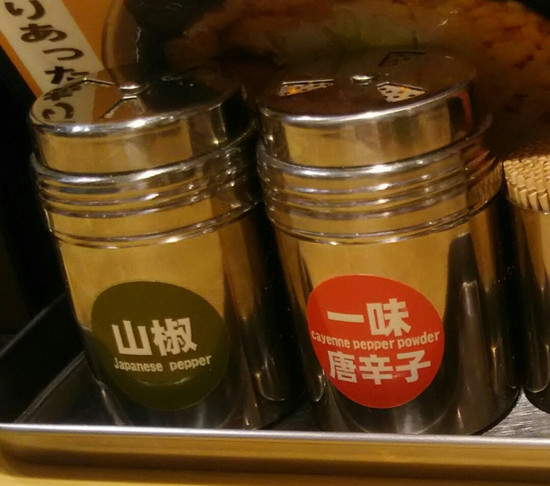 山椒
Japanese pepper
一味
cayenne pepper powder
唐辛子